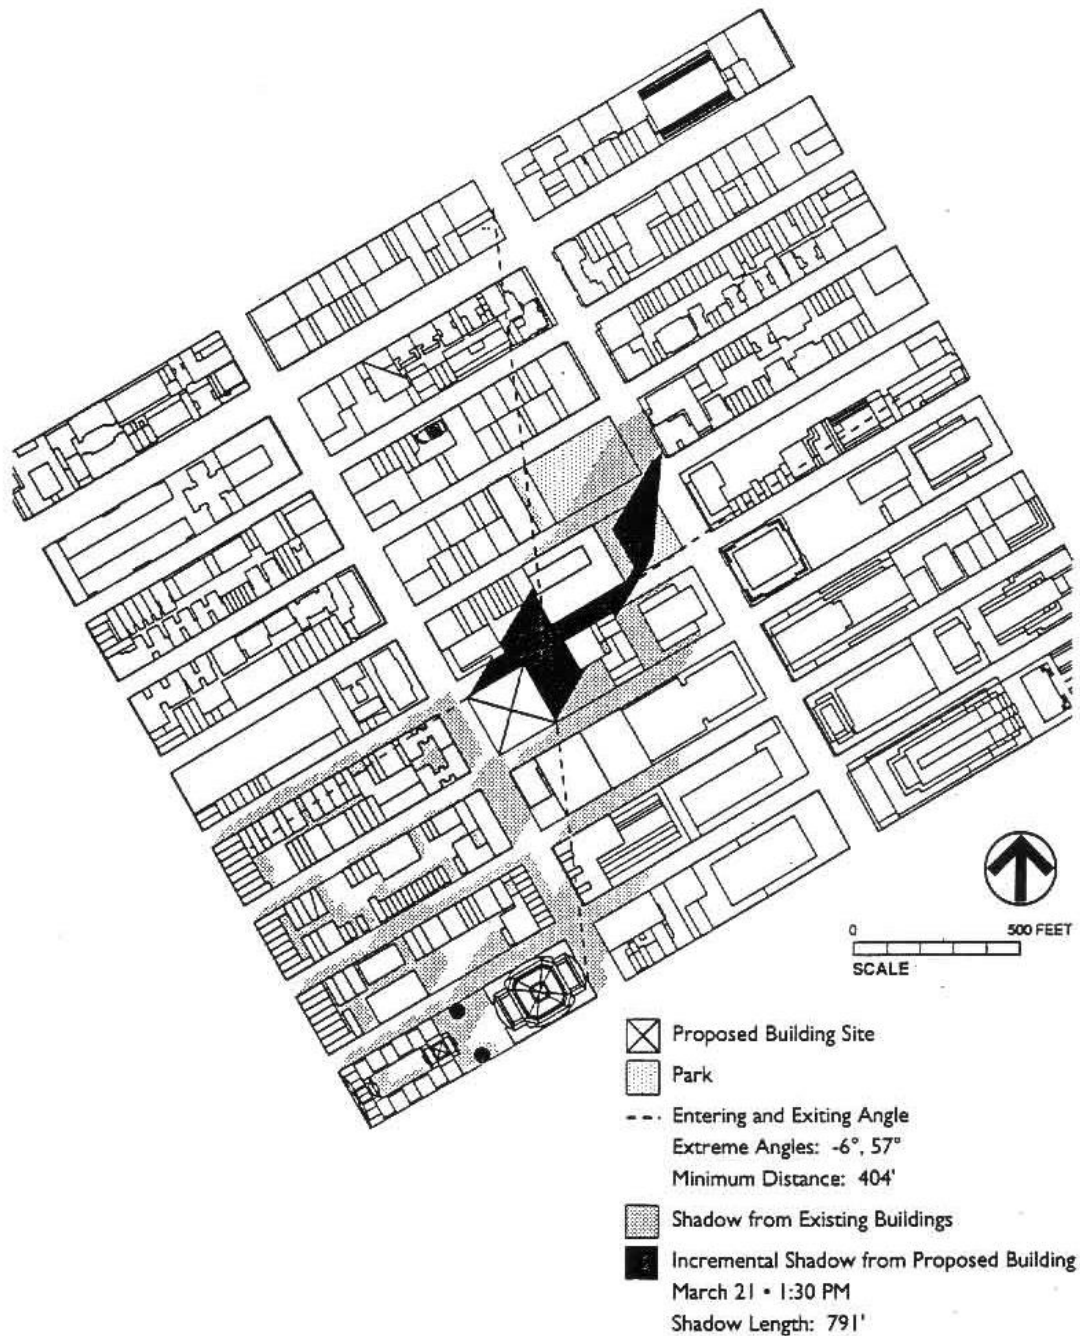 0 500 FEET
SCALE
Proposed Building Site
Park
Entering and Exiting Angle
Extreme Angles: -6°, 57°
Minimum Distance: 404'
Shadow from Existing Buildings
Incremental Shadow from Proposed Building
March 21 • 1:30 PM
Shadow Length: 791'